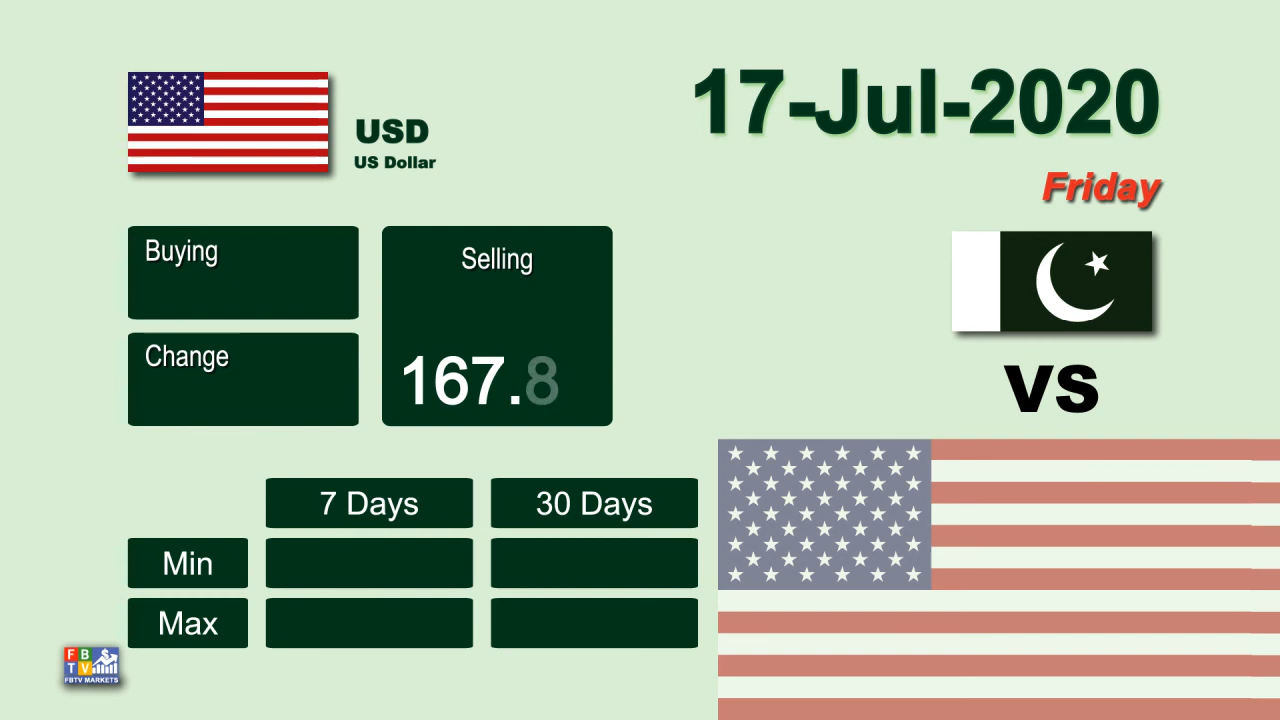 17-Jul-2020
USD
US Dollar
Friday
Buying
Selling
Change
167.8
VS
7 Days
30 Days
Min
Max
F B
T V
FBTV MARKETS